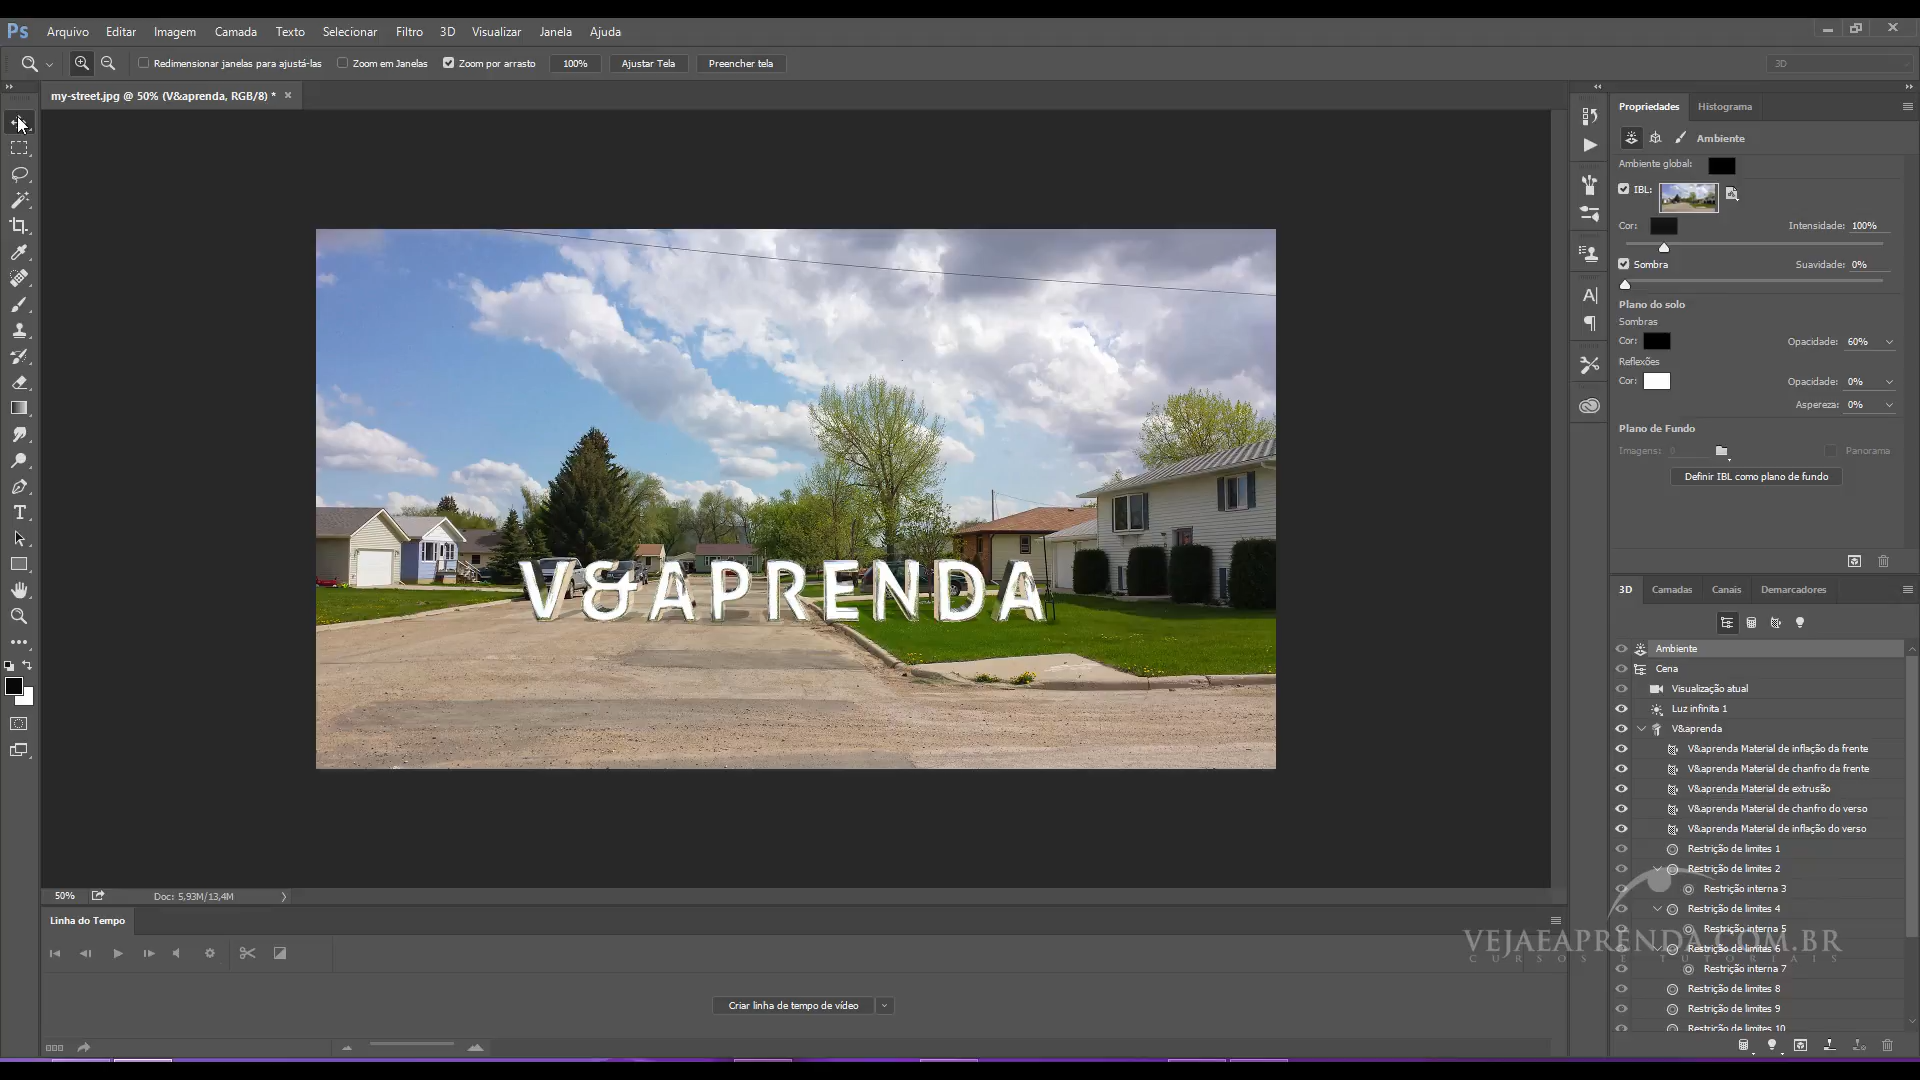 Ps Arquivo Editar Imagem Camada Texto Selecionar Filtro 3D Visualizar Janela Ajuda
Redimensionar janelas para ajustá-las Zoom em Janelas Zoom por arrasto 100% Ajustar Tela Preencher tela 3D
my-street.jpg @ 50% (V&aprenda, RGB/8) *
Propriedades Histograma
Ambiente
Ambiente global:
IBL:
Cor: Intensidade: 100%
Sombra Suavidade: 0%
Plano do solo
Sombras
Cor: Opacidade: 60%
Reflexões
Cor: Opacidade: 0%
Aspereza: 0%
Plano de Fundo
Imagens: 0 Panorama
Definir IBL como plano de fundo
V&APRENDA
3D Camadas Canais Demarcadores
Ambiente
Cena
Visualização atual
Luz infinita 1
V&aprenda
V&aprenda Material de inflação da frente
V&aprenda Material de chanfro da frente
V&aprenda Material de extrusão
V&aprenda Material de chanfro do verso
V&aprenda Material de inflação do verso
Restrição de limites 1
Restrição de limites 2
Restrição interna 3
Restrição de limites 4
Restrição interna 5
Restrição de limites 6
Restrição interna 7
Restrição de limites 8
Restrição de limites 9
Restrição de limites 10
50% Doc: 5,93M/13,4M
Linha do Tempo
Criar linha de tempo de vídeo
VEJAEAPRENDA.COM.BR
CURSOS E TUTORIAIS